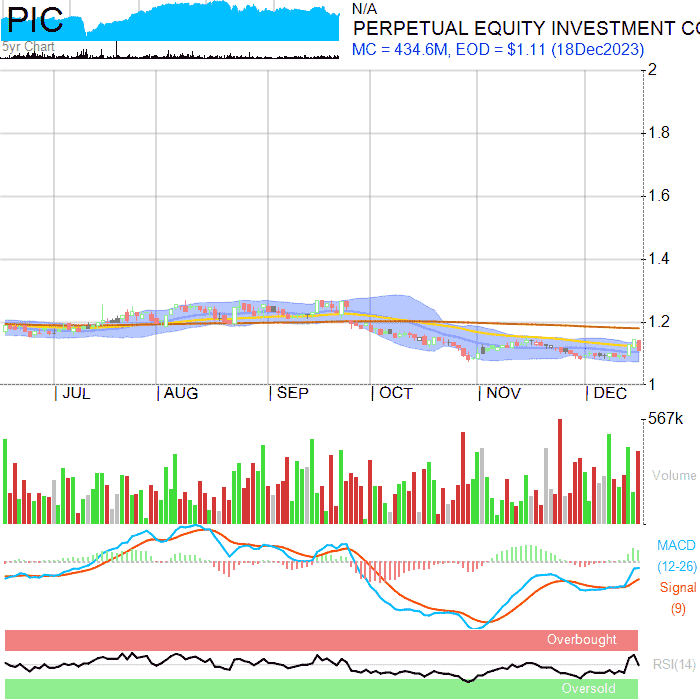 PIC
5yr Chart
N/A
PERPETUAL EQUITY INVESTMENT CO
MC = 434.6M, EOD = $1.11 (18Dec2023)
2
1.8
1.6
1.4
1.2
1
JUL AUG SEP OCT NOV DEC
567k
Volume
MACD
(12-26)
Signal
(9)
Overbought
RSI(14)
Oversold